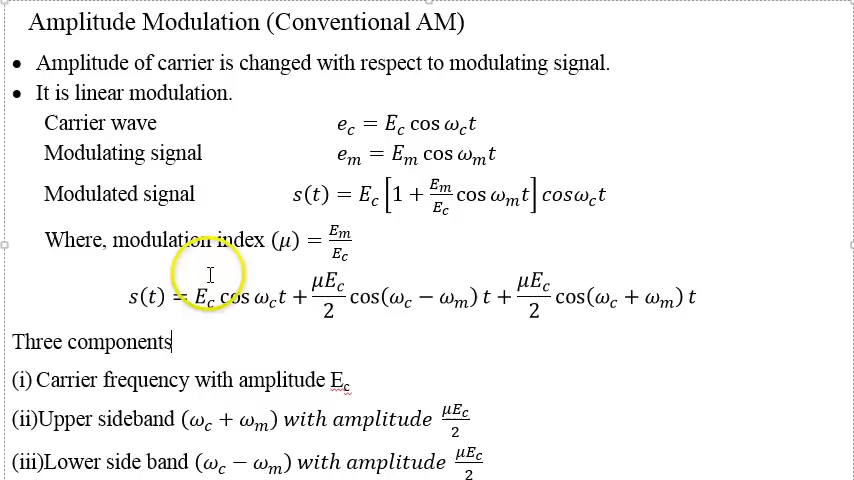 Amplitude Modulation (Conventional AM)
• Amplitude of carrier is changed with respect to modulating signal.
• It is linear modulation.
Carrier wave e_c = E_c cos ω_c t
Modulating signal e_m = E_m cos ω_m t
Modulated signal s(t) = E_c [1 + E_m/E_c cos ω_m t] cosω_c t
Where, modulation index (μ) = E_m/E_c
s(t) = E_c cos ω_c t + μE_c/2 cos(ω_c − ω_m) t + μE_c/2 cos(ω_c + ω_m) t
Three components
(i) Carrier frequency with amplitude E_c
(ii)Upper sideband (ω_c + ω_m) with amplitude μE_c/2
(iii)Lower side band (ω_c − ω_m) with amplitude μE_c/2